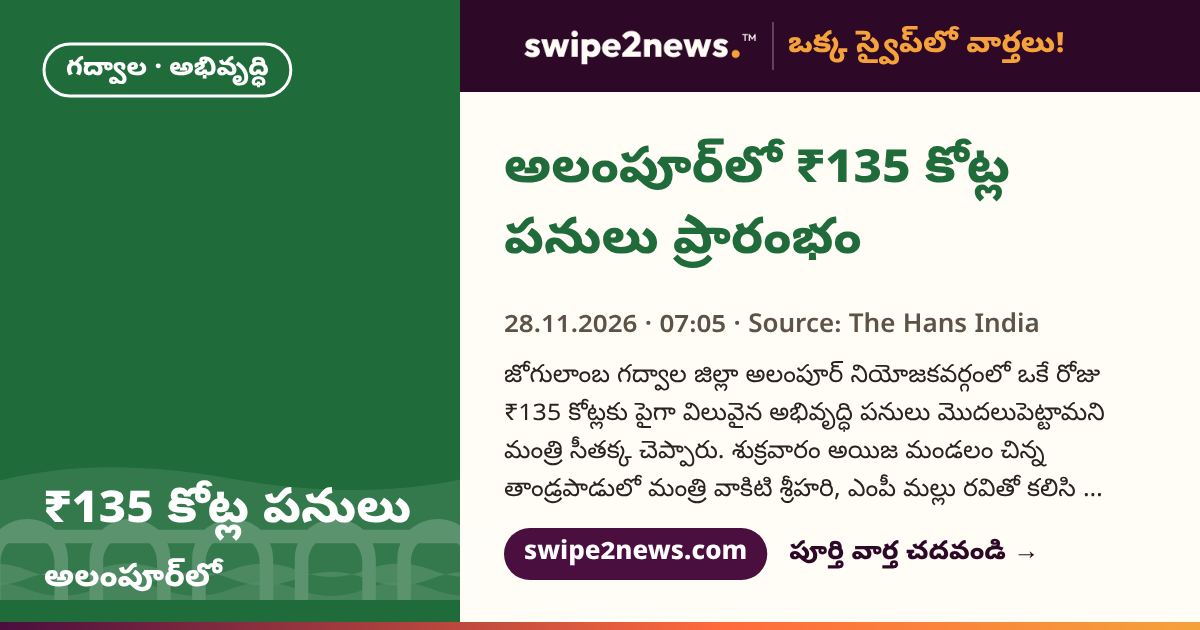 గద్వాల · అభివృద్ధి
₹135 కోట్ల పనులు
అలంపూర్‌లో
swipe2news.™
ఒక్క స్వైప్‌లో వార్తలు!
అలంపూర్‌లో ₹135 కోట్ల
పనులు ప్రారంభం
28.11.2026 · 07:05 · Source: The Hans India
జోగులాంబ గద్వాల జిల్లా అలంపూర్ నియోజకవర్గంలో ఒకే రోజు
₹135 కోట్లకు పైగా విలువైన అభివృద్ధి పనులు మొదలుపెట్టామని
మంత్రి సీతక్క చెప్పారు. శుక్రవారం అయిజ మండలం చిన్న
తాండ్రపాడులో మంత్రి వాకిటి శ్రీహరి, ఎంపీ మల్లు రవితో కలిసి ...
swipe2news.com
పూర్తి వార్త చదవండి →